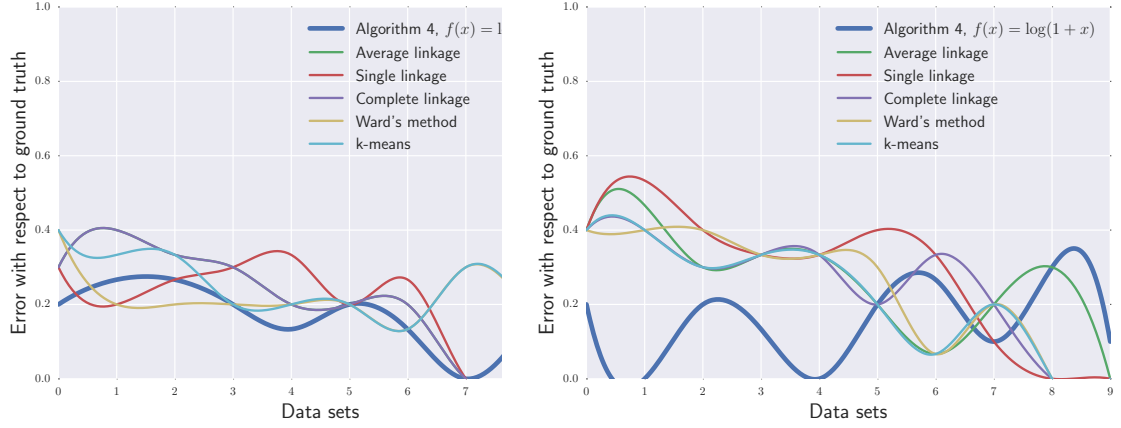 1.0
0.8
0.6
0.4
0.2
0.0
Error with respect to ground truth
Algorithm 4, f(x) = l
Average linkage
Single linkage
Complete linkage
Ward's method
k-means
0 1 2 3 4 5 6 7
Data sets
1.0
0.8
0.6
0.4
0.2
0.0
Error with respect to ground truth
Algorithm 4, f(x) = log(1 + x)
Average linkage
Single linkage
Complete linkage
Ward's method
k-means
0 1 2 3 4 5 6 7 8 9
Data sets